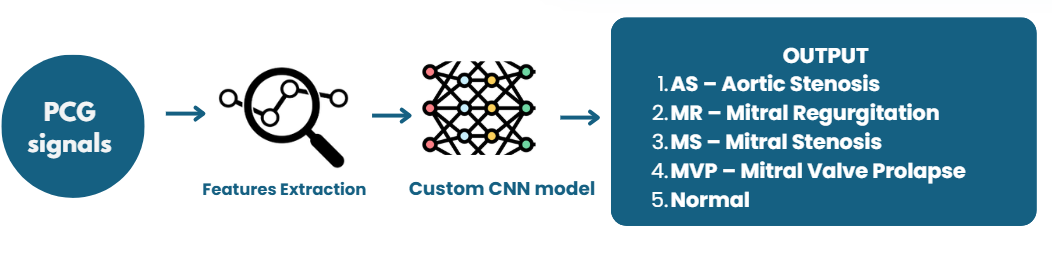 PCG
signals
Features Extraction
Custom CNN model
OUTPUT
1. AS – Aortic Stenosis
2. MR – Mitral Regurgitation
3. MS – Mitral Stenosis
4. MVP – Mitral Valve Prolapse
5. Normal